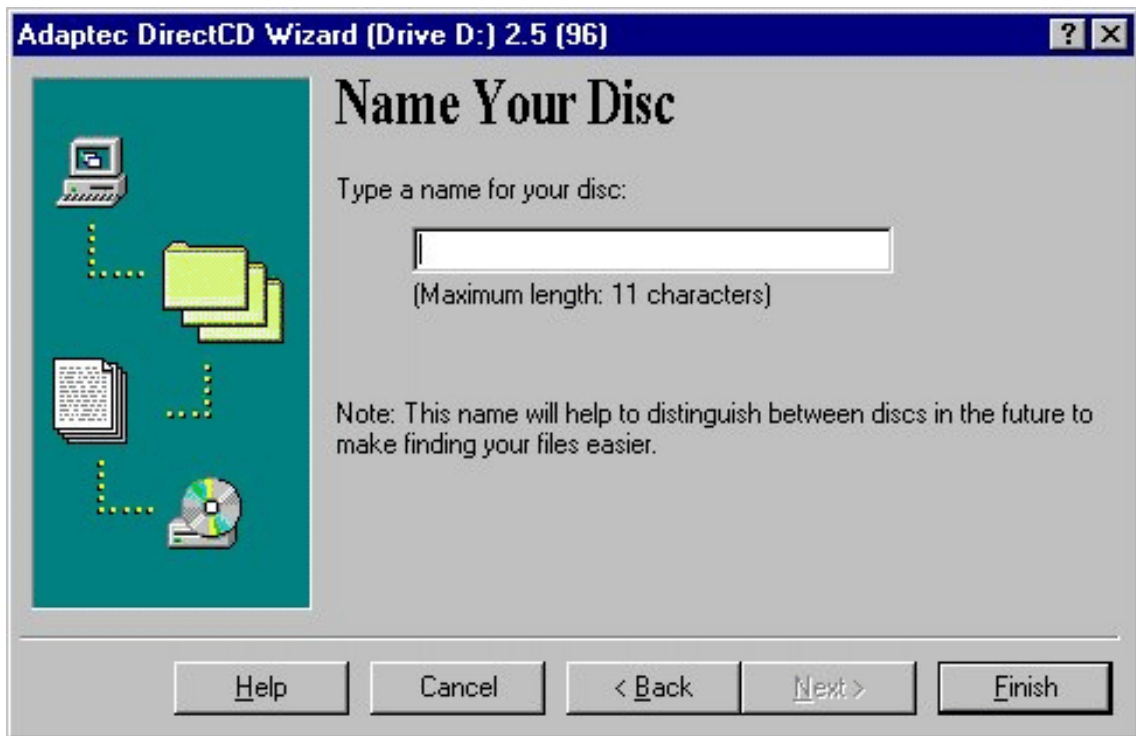 Adaptec DirectCD Wizard (Drive D:) 2.5 (96)
Name Your Disc
Type a name for your disc:
(Maximum length: 11 characters)
Note: This name will help to distinguish between discs in the future to
make finding your files easier.
Help Cancel < Back Next > Finish